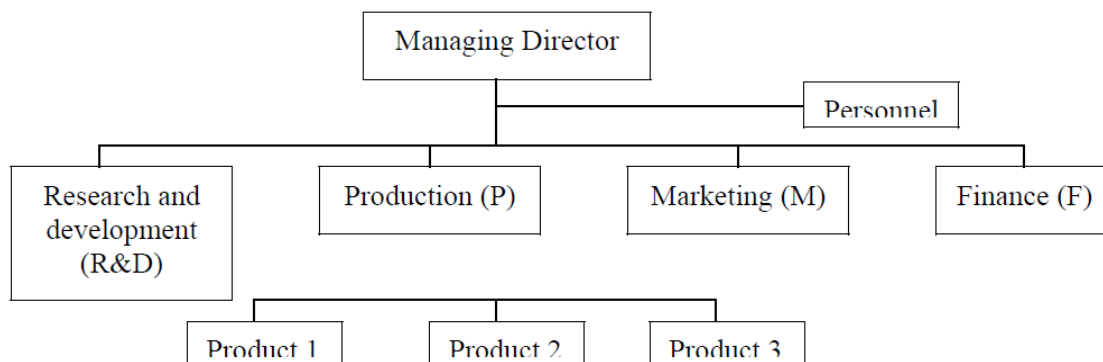 Managing Director
Personnel
Research and
development
(R&D)
Production (P)
Marketing (M)
Finance (F)
Product 1
Product 2
Product 3